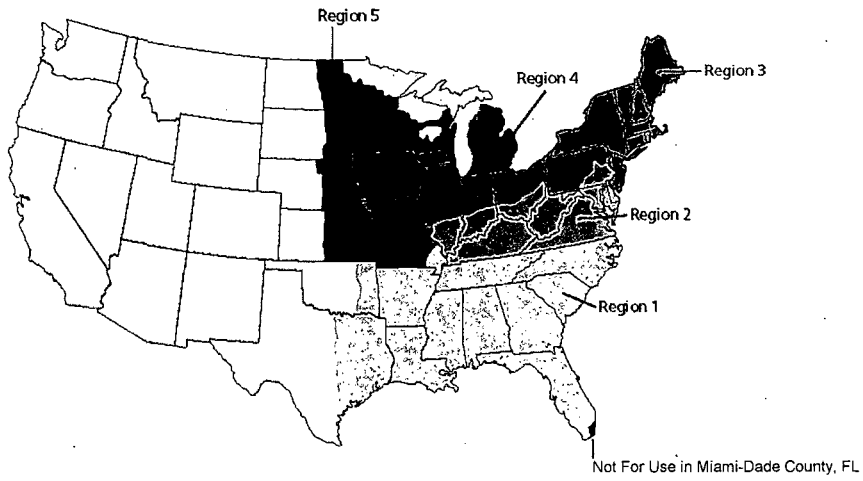 Region 5
Region 4
Region 3
Region 2
Region 1
Not For Use in Miami-Dade County, FL